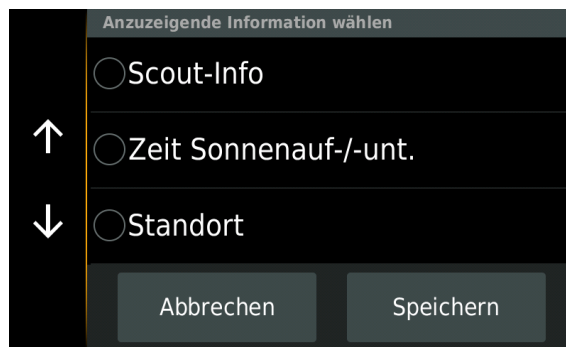 Anzuzeigende Information wählen
Scout-Info
Zeit Sonnenauf-/-unt.
Standort
Abbrechen
Speichern